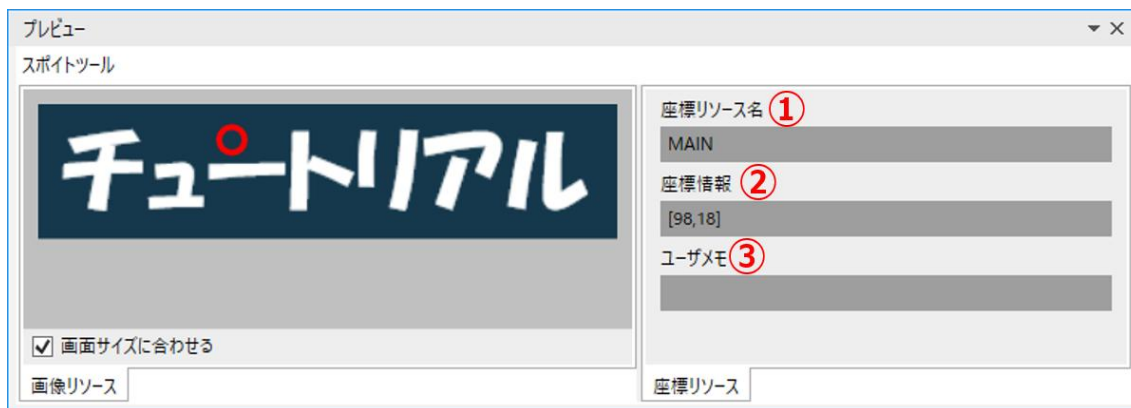 プレビュー
スポイトツール
チュートリアル
画面サイズに合わせる
画像リソース
座標リソース名①
MAIN
座標情報②
[98,18]
ユーザメモ③
座標リソース